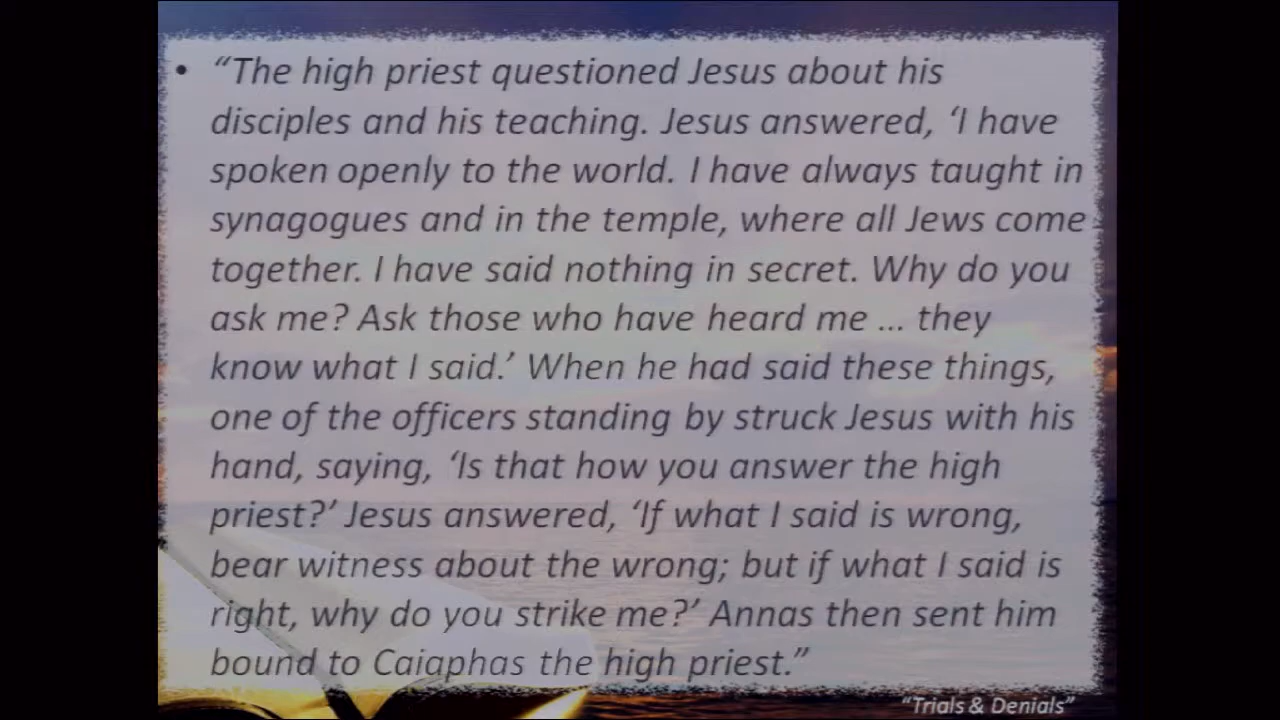 • “The high priest questioned Jesus about his
disciples and his teaching. Jesus answered, ‘I have
spoken openly to the world. I have always taught in
synagogues and in the temple, where all Jews come
together. I have said nothing in secret. Why do you
ask me? Ask those who have heard me ... they
know what I said.’ When he had said these things,
one of the officers standing by struck Jesus with his
hand, saying, ‘Is that how you answer the high
priest?’ Jesus answered, ‘If what I said is wrong,
bear witness about the wrong; but if what I said is
right, why do you strike me?’ Annas then sent him
bound to Caiaphas the high priest.”
“Trials & Denials”